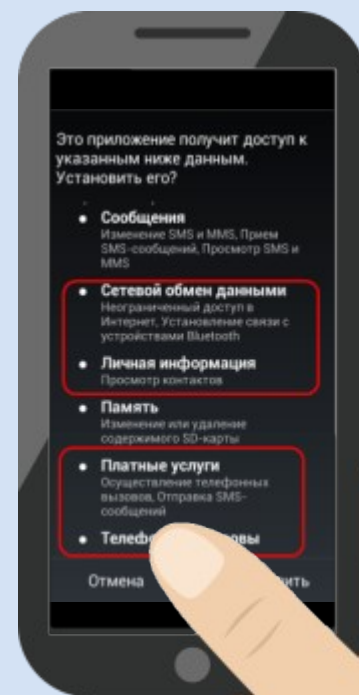 Это приложение получит доступ к
указанным ниже данным.
Установить его?
• Сообщения
Изменение SMS и MMS, Прием
SMS-сообщений, Просмотр SMS и
MMS
• Сетевой обмен данными
Неограниченный доступ в
Интернет, Установление связи с
устройствами Bluetooth
• Личная информация
Просмотр контактов
• Память
Изменение или удаление
содержимого SD-карты
• Платные услуги
Осуществление телефонных
вызовов, Отправка SMS-
сообщений
Отмена